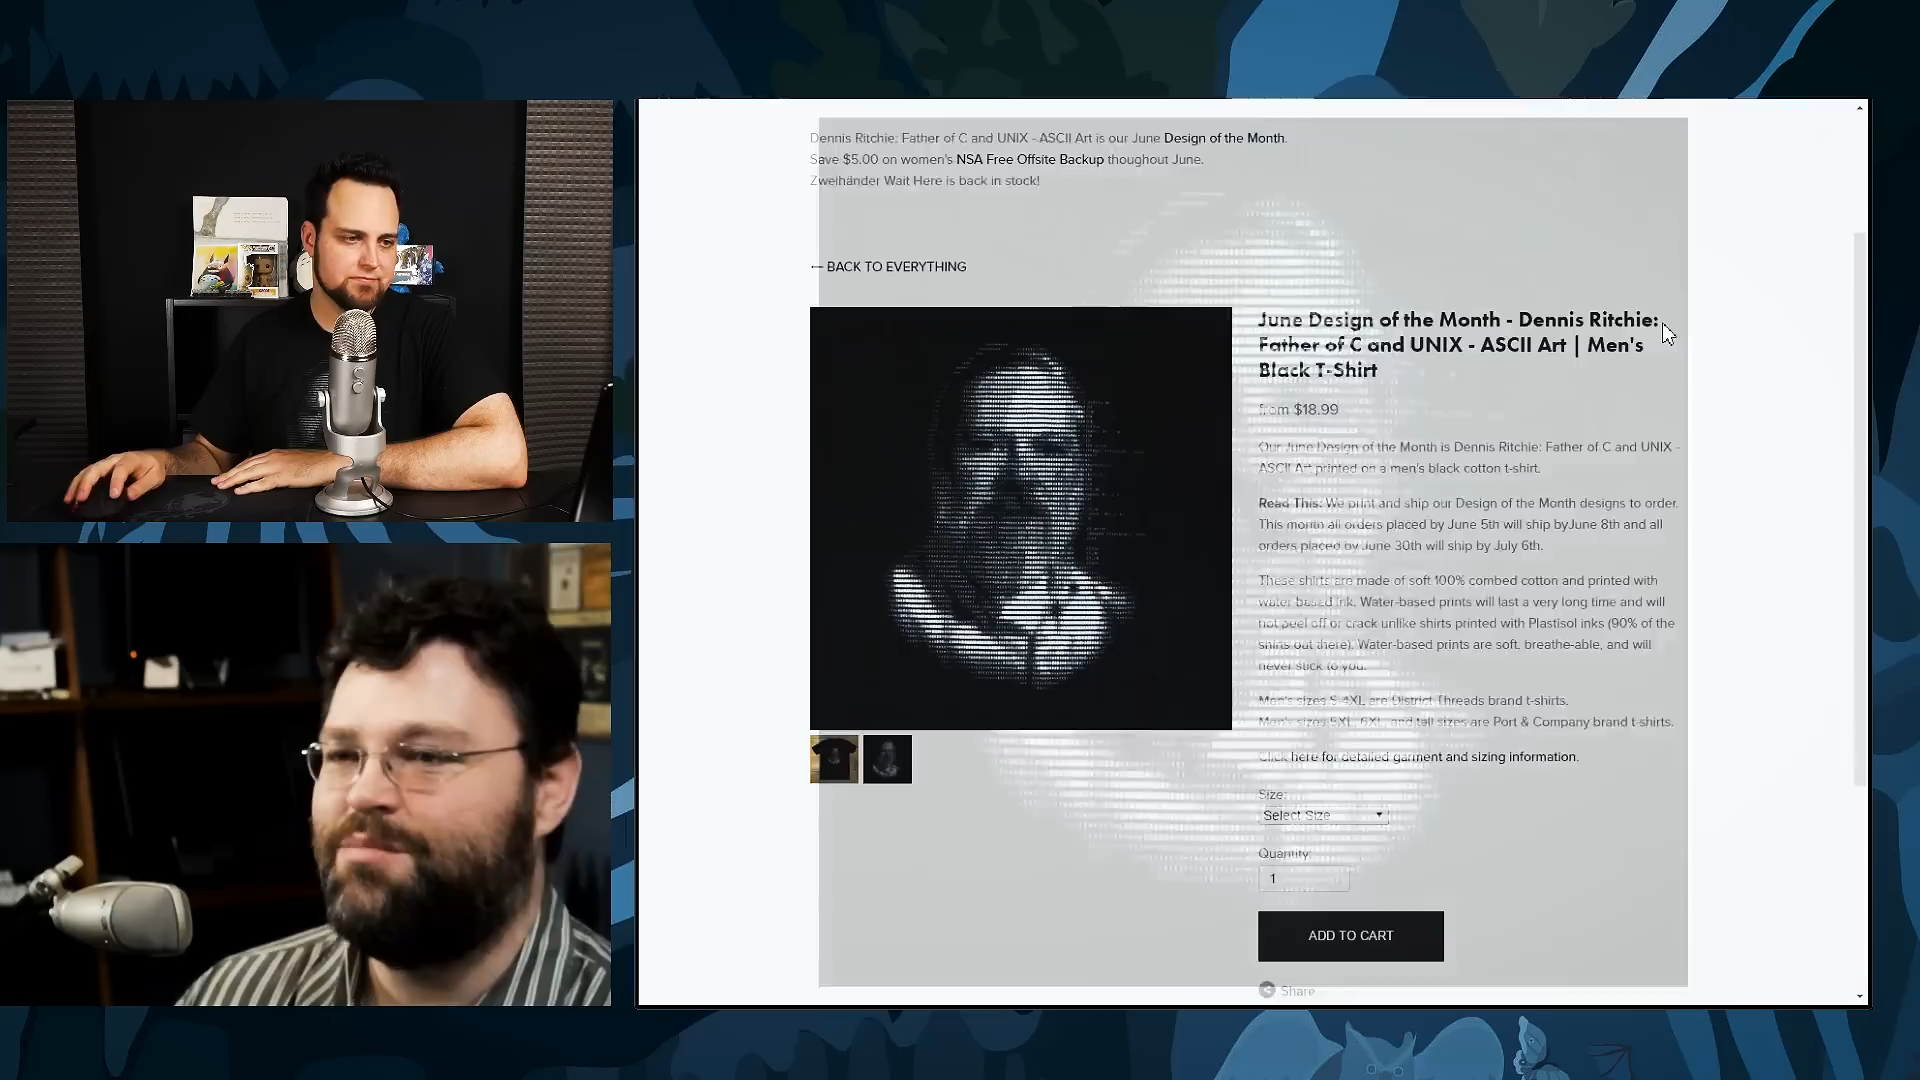 Dennis Ritchie: Father of C and UNIX - ASCII Art is our June Design of the Month.
Save $5.00 on women's NSA Free Offsite Backup thoughout June.
Zweihänder Wait Here is back in stock!
← BACK TO EVERYTHING
June Design of the Month - Dennis Ritchie:
Father of C and UNIX - ASCII Art | Men's
Black T-Shirt
from $18.99
Our June Design of the Month is Dennis Ritchie: Father of C and UNIX -
ASCII Art printed on a men's black cotton t-shirt.
Read This: We print and ship our Design of the Month designs to order.
This month all orders placed by June 5th will ship byJune 8th and all
orders placed by June 30th will ship by July 6th.
These shirts are made of soft 100% combed cotton and printed with
water based ink. Water-based prints will last a very long time and will
not peel off or crack unlike shirts printed with Plastisol inks (90% of the
shirts out there). Water-based prints are soft, breathe-able, and will
never stick to you.
Men's sizes S-4XL are District Threads brand t-shirts.
Men's sizes 5XL, 6XL, and tall sizes are Port & Company brand t-shirts.
Click here for detailed garment and sizing information.
Size:
Select Size
Quantity:
1
ADD TO CART
Share